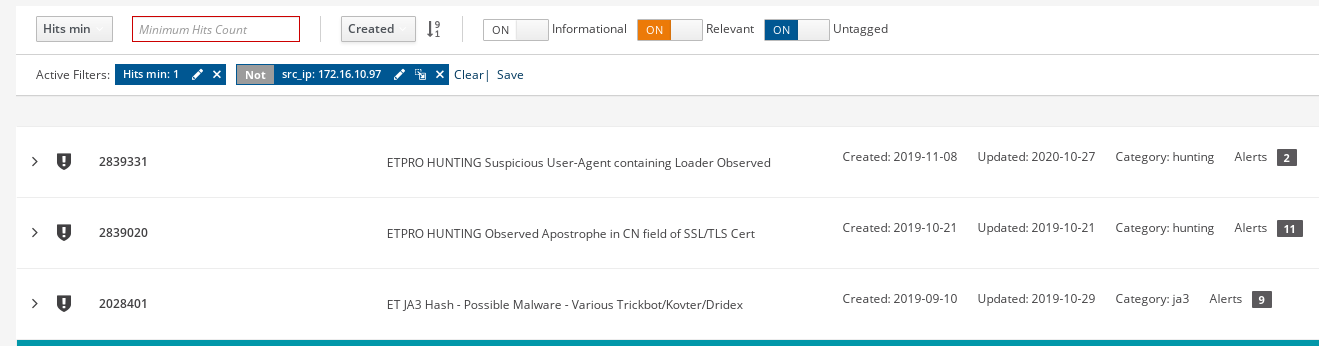 Hits min Minimum Hits Count Created 9 1 ON Informational ON Relevant ON Untagged
Active Filters: Hits min: 1 Not src_ip: 172.16.10.97 Clear| Save
2839331 ETPRO HUNTING Suspicious User-Agent containing Loader Observed Created: 2019-11-08 Updated: 2020-10-27 Category: hunting Alerts 2
2839020 ETPRO HUNTING Observed Apostrophe in CN field of SSL/TLS Cert Created: 2019-10-21 Updated: 2019-10-21 Category: hunting Alerts 11
2028401 ET JA3 Hash - Possible Malware - Various Trickbot/Kovter/Dridex Created: 2019-09-10 Updated: 2019-10-29 Category: ja3 Alerts 9